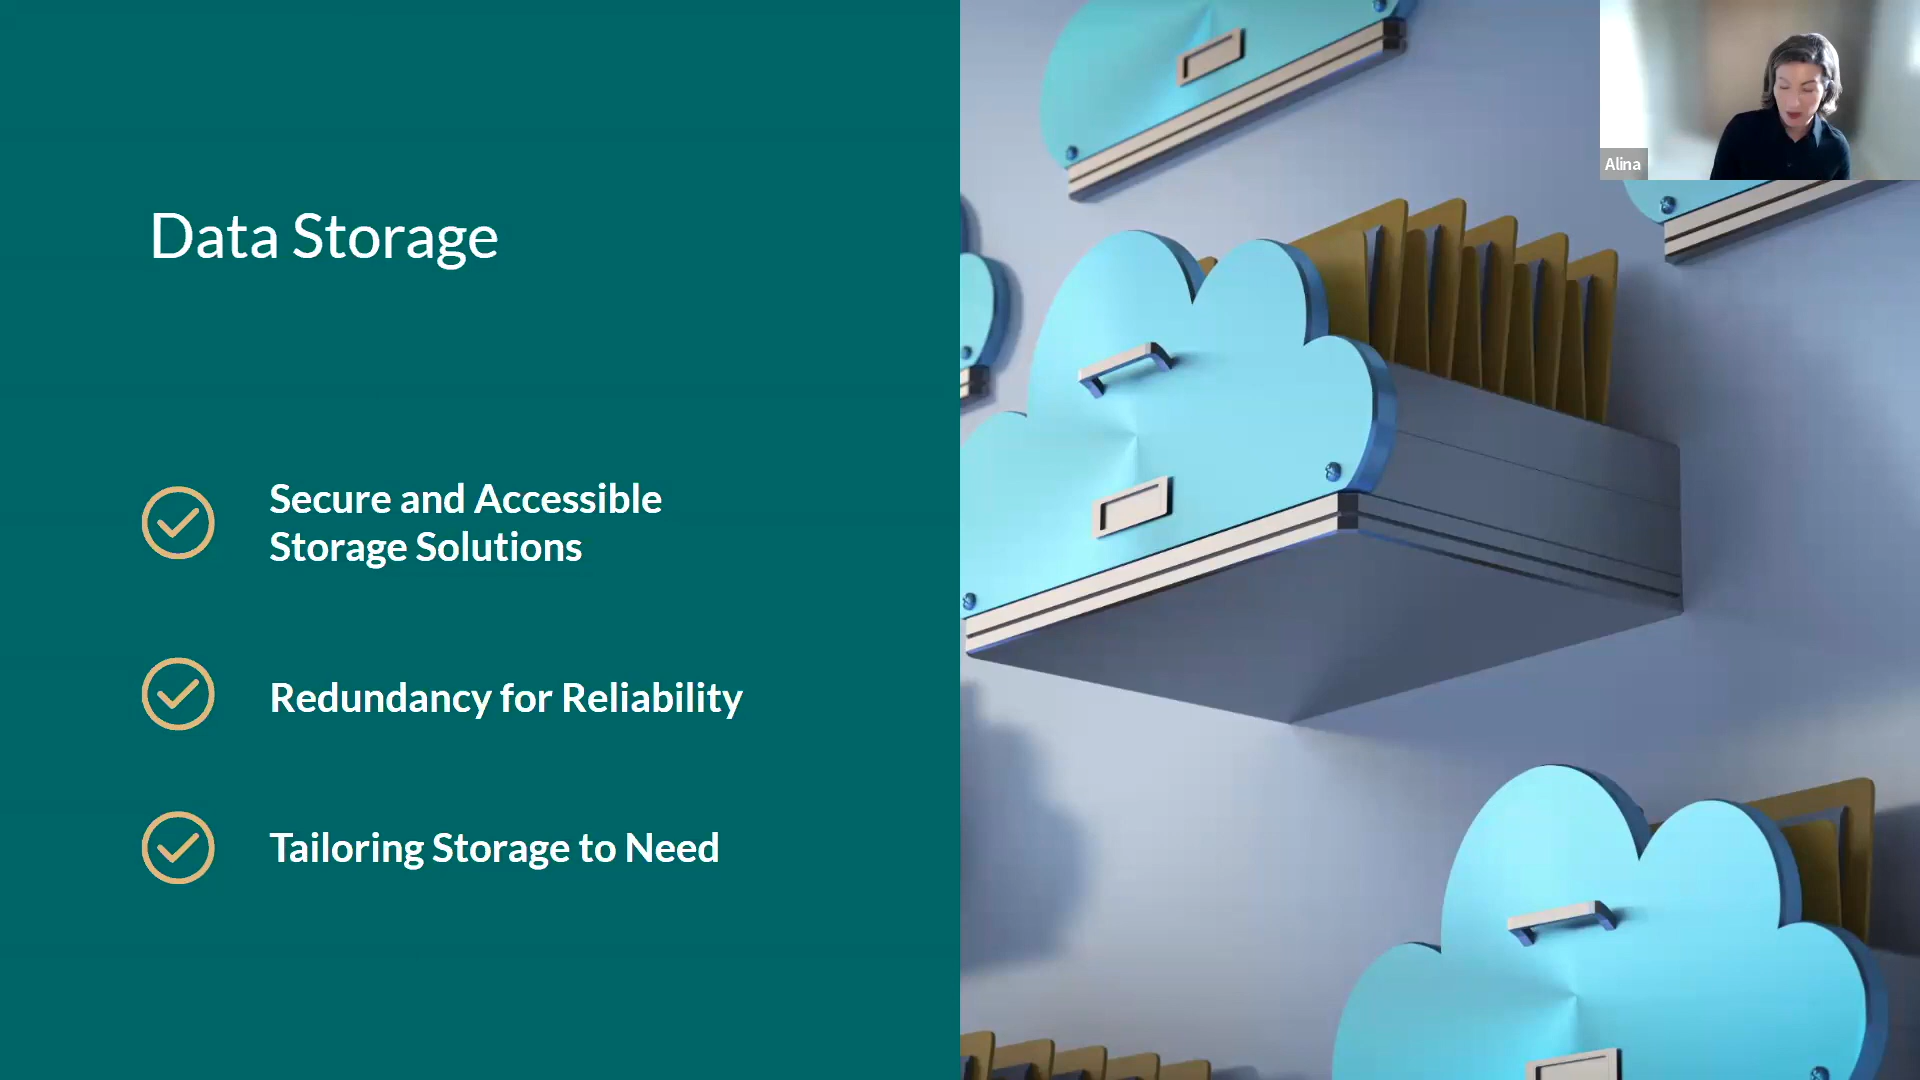 Data Storage
Secure and Accessible
Storage Solutions
Redundancy for Reliability
Tailoring Storage to Need
Alina